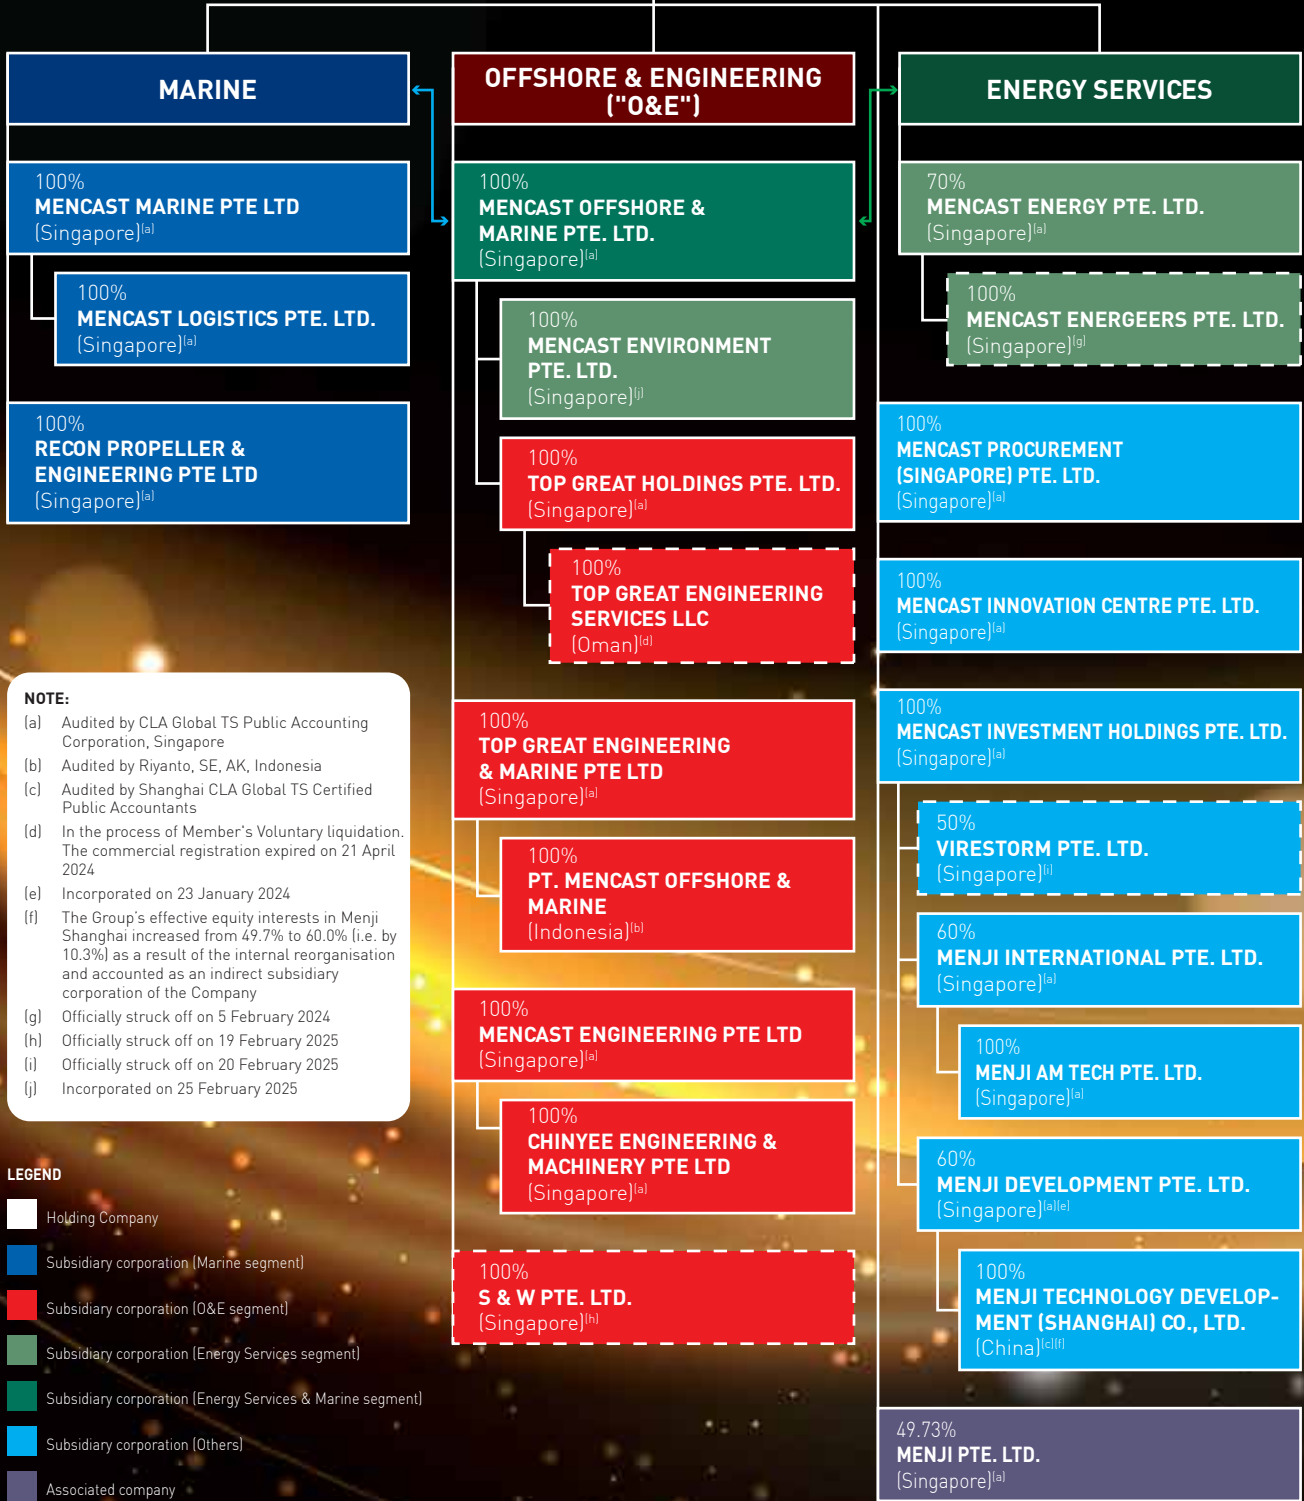 MARINE
OFFSHORE & ENGINEERING
("O&E")
ENERGY SERVICES
100%
MENCAST MARINE PTE LTD
(Singapore)(a)
100%
MENCAST LOGISTICS PTE. LTD.
(Singapore)(a)
100%
RECON PROPELLER &
ENGINEERING PTE LTD
(Singapore)(a)
100%
MENCAST OFFSHORE &
MARINE PTE. LTD.
(Singapore)(a)
100%
MENCAST ENVIRONMENT
PTE. LTD.
(Singapore)(j)
100%
TOP GREAT HOLDINGS PTE. LTD.
(Singapore)(a)
100%
TOP GREAT ENGINEERING
SERVICES LLC
(Oman)(d)
100%
TOP GREAT ENGINEERING
& MARINE PTE LTD
(Singapore)(a)
100%
PT. MENCAST OFFSHORE &
MARINE
(Indonesia)(b)
100%
MENCAST ENGINEERING PTE LTD
(Singapore)(a)
100%
CHINYEE ENGINEERING &
MACHINERY PTE LTD
(Singapore)(a)
100%
S & W PTE. LTD.
(Singapore)(h)
70%
MENCAST ENERGY PTE. LTD.
(Singapore)(a)
100%
MENCAST ENERGEERS PTE. LTD.
(Singapore)(g)
100%
MENCAST PROCUREMENT
(SINGAPORE) PTE. LTD.
(Singapore)(a)
100%
MENCAST INNOVATION CENTRE PTE. LTD.
(Singapore)(a)
100%
MENCAST INVESTMENT HOLDINGS PTE. LTD.
(Singapore)(a)
50%
VIRESTORM PTE. LTD.
(Singapore)(i)
60%
MENJI INTERNATIONAL PTE. LTD.
(Singapore)(a)
100%
MENJI AM TECH PTE. LTD.
(Singapore)(a)
60%
MENJI DEVELOPMENT PTE. LTD.
(Singapore)(a)(e)
100%
MENJI TECHNOLOGY DEVELOP-
MENT (SHANGHAI) CO., LTD.
(China)(c)(f)
49.73%
MENJI PTE. LTD.
(Singapore)(a)
NOTE:
(a) Audited by CLA Global TS Public Accounting
Corporation, Singapore
(b) Audited by Riyanto, SE, AK, Indonesia
(c) Audited by Shanghai CLA Global TS Certified
Public Accountants
(d) In the process of Member's Voluntary liquidation.
The commercial registration expired on 21 April
2024
(e) Incorporated on 23 January 2024
(f) The Group's effective equity interests in Menji
Shanghai increased from 49.7% to 60.0% (i.e. by
10.3%) as a result of the internal reorganisation
and accounted as an indirect subsidiary
corporation of the Company
(g) Officially struck off on 5 February 2024
(h) Officially struck off on 19 February 2025
(i) Officially struck off on 20 February 2025
(j) Incorporated on 25 February 2025
LEGEND
Holding Company
Subsidiary corporation (Marine segment)
Subsidiary corporation (O&E segment)
Subsidiary corporation (Energy Services segment)
Subsidiary corporation (Energy Services & Marine segment)
Subsidiary corporation (Others)
Associated company